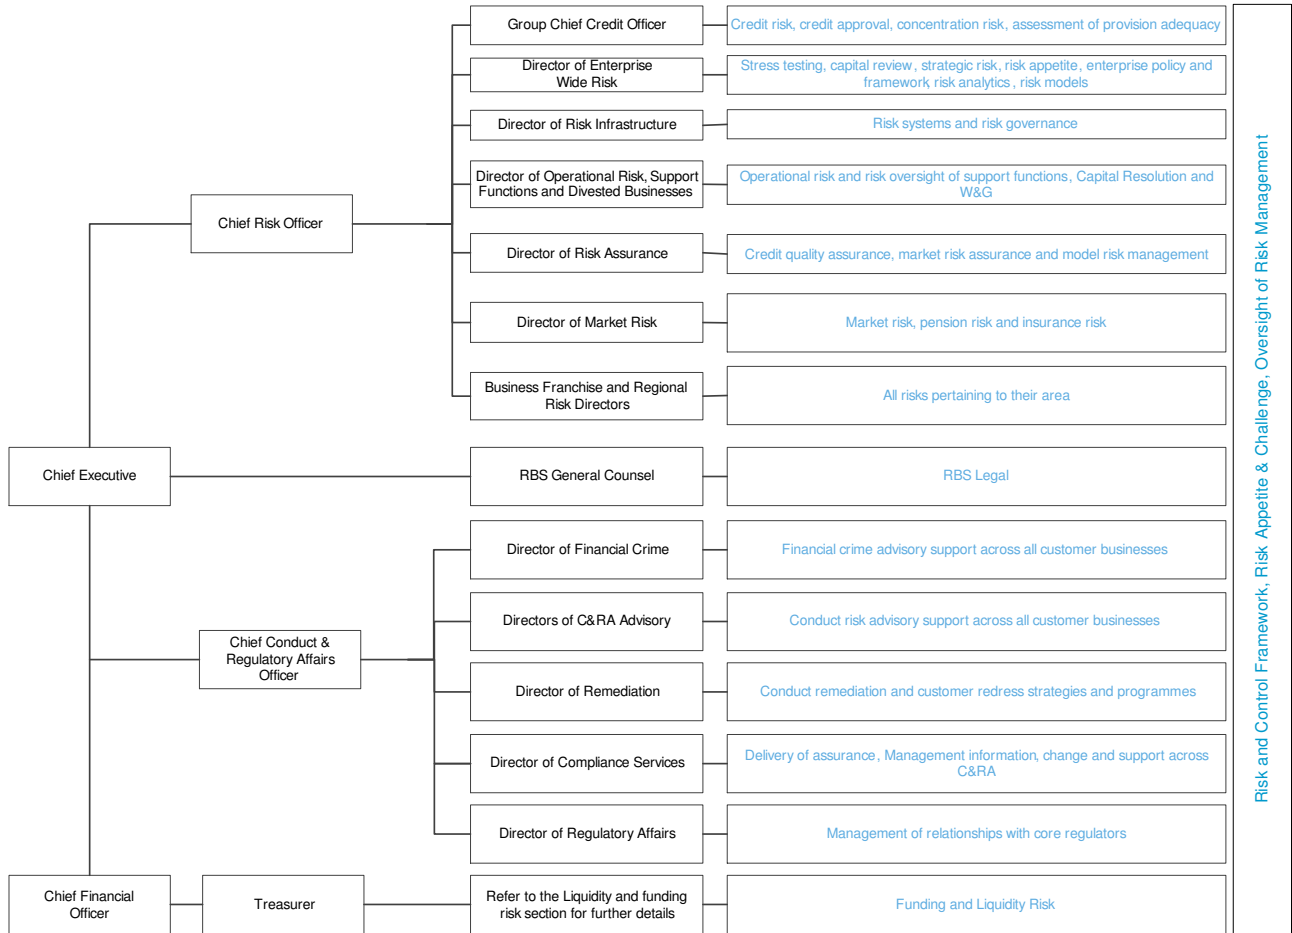 Group Chief Credit Officer
Credit risk, credit approval, concentration risk, assessment of provision adequacy
Director of Enterprise
Wide Risk
Stress testing, capital review, strategic risk, risk appetite, enterprise policy and
framework, risk analytics, risk models
Director of Risk Infrastructure
Risk systems and risk governance
Director of Operational Risk, Support
Functions and Divested Businesses
Operational risk and risk oversight of support functions, Capital Resolution and
W&G
Chief Risk Officer
Director of Risk Assurance
Credit quality assurance, market risk assurance and model risk management
Director of Market Risk
Market risk, pension risk and insurance risk
Business Franchise and Regional
Risk Directors
All risks pertaining to their area
Chief Executive
RBS General Counsel
RBS Legal
Director of Financial Crime
Financial crime advisory support across all customer businesses
Directors of C&RA Advisory
Conduct risk advisory support across all customer businesses
Chief Conduct &
Regulatory Affairs
Officer
Director of Remediation
Conduct remediation and customer redress strategies and programmes
Director of Compliance Services
Delivery of assurance, Management information, change and support across
C&RA
Director of Regulatory Affairs
Management of relationships with core regulators
Chief Financial
Officer
Treasurer
Refer to the Liquidity and funding
risk section for further details
Funding and Liquidity Risk
Risk and Control Framework, Risk Appetite & Challenge, Oversight of Risk Management